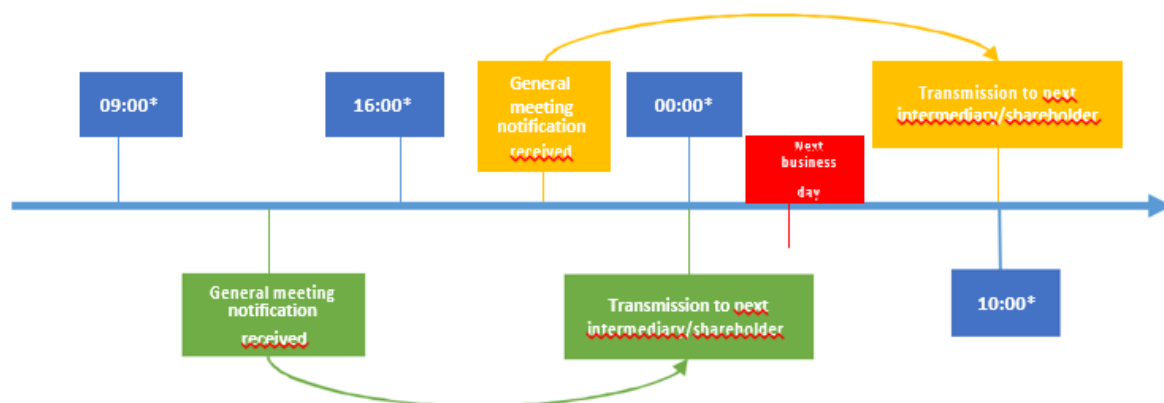 09:00*
16:00*
General
meeting
notification
received
00:00*
Next
business
day
Transmission to next
intermediary/shareholder
General meeting
notification
received
Transmission to next
intermediary/shareholder
10:00*